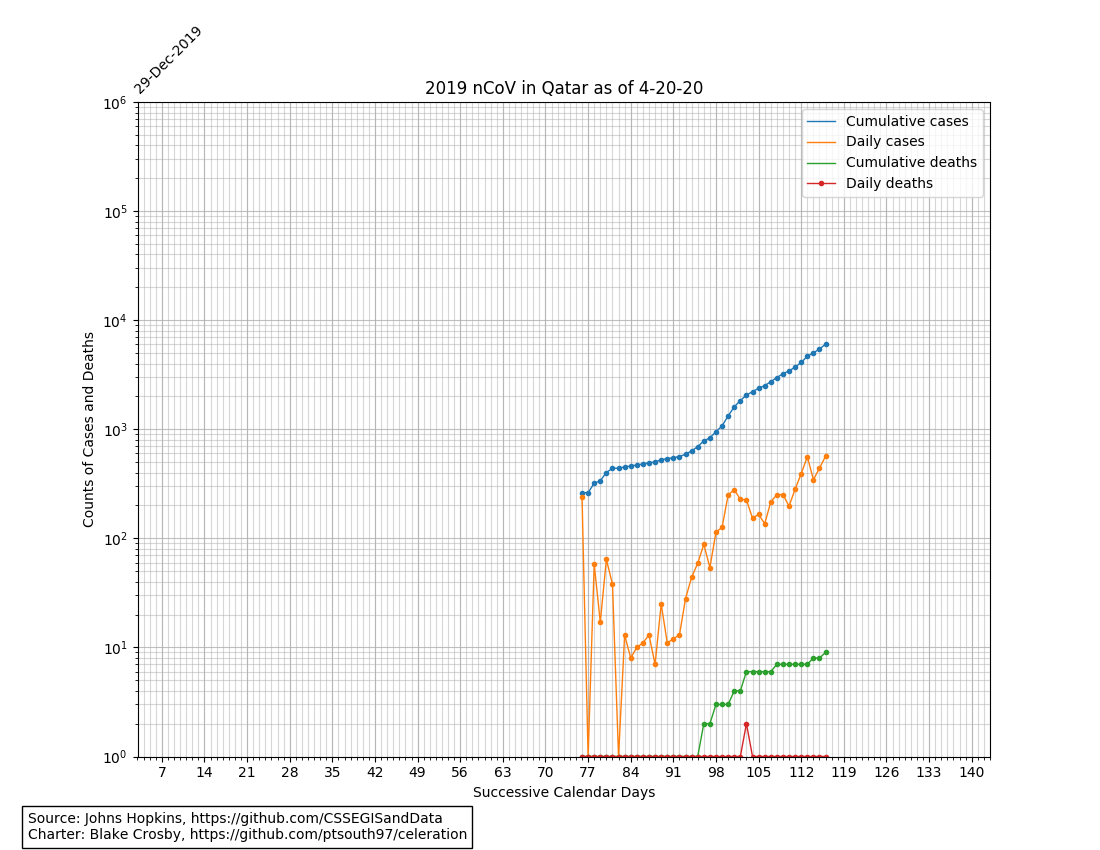 29-Dec-2019
2019 nCoV in Qatar as of 4-20-20
Cumulative cases
Daily cases
Cumulative deaths
Daily deaths
Counts of Cases and Deaths
10^6
10^5
10^4
10^3
10^2
10^1
10^0
7 14 21 28 35 42 49 56 63 70 77 84 91 98 105 112 119 126 133 140
Successive Calendar Days
Source: Johns Hopkins, https://github.com/CSSEGISandData
Charter: Blake Crosby, https://github.com/ptsouth97/celeration